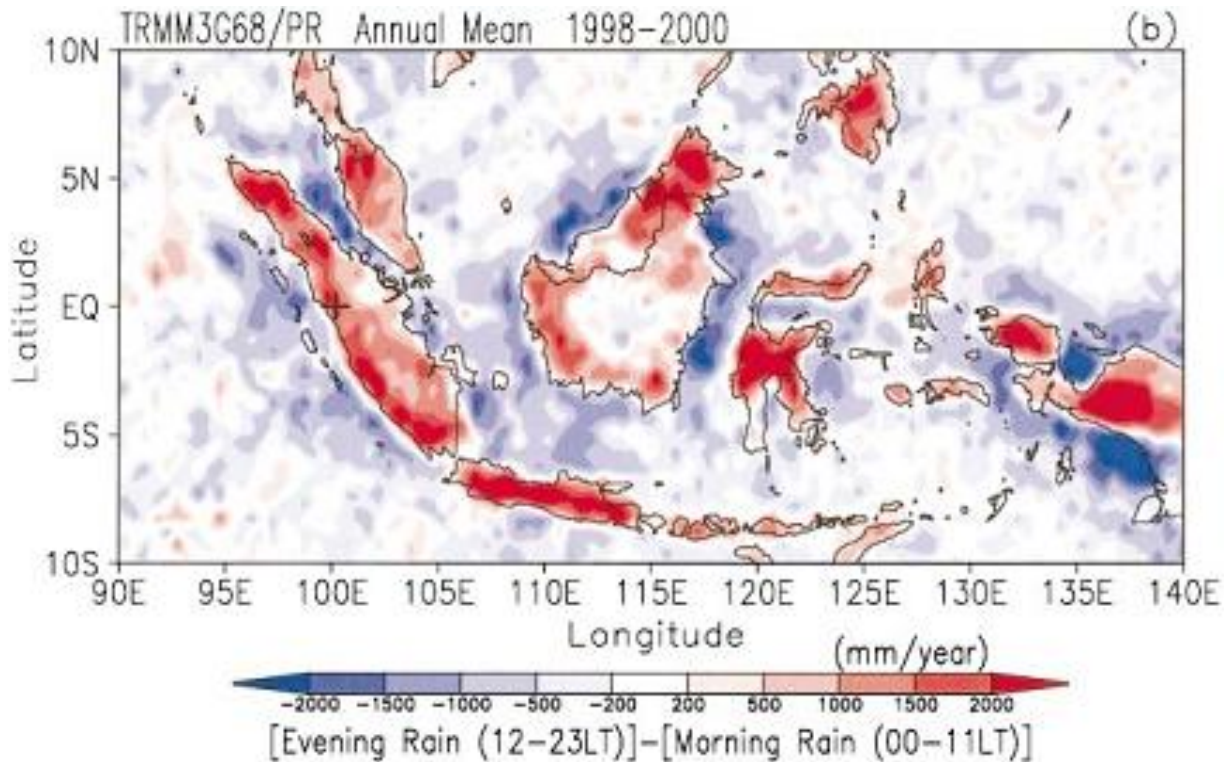 TRMM3G68/PR Annual Mean 1998-2000 (b)
10N
5N
EQ
5S
10S
Latitude
90E 95E 100E 105E 110E 115E 120E 125E 130E 135E 140E
Longitude
(mm/year)
-2000 -1500 -1000 -500 -200 200 500 1000 1500 2000
[Evening Rain (12-23LT)]-[Morning Rain (00-11LT)]